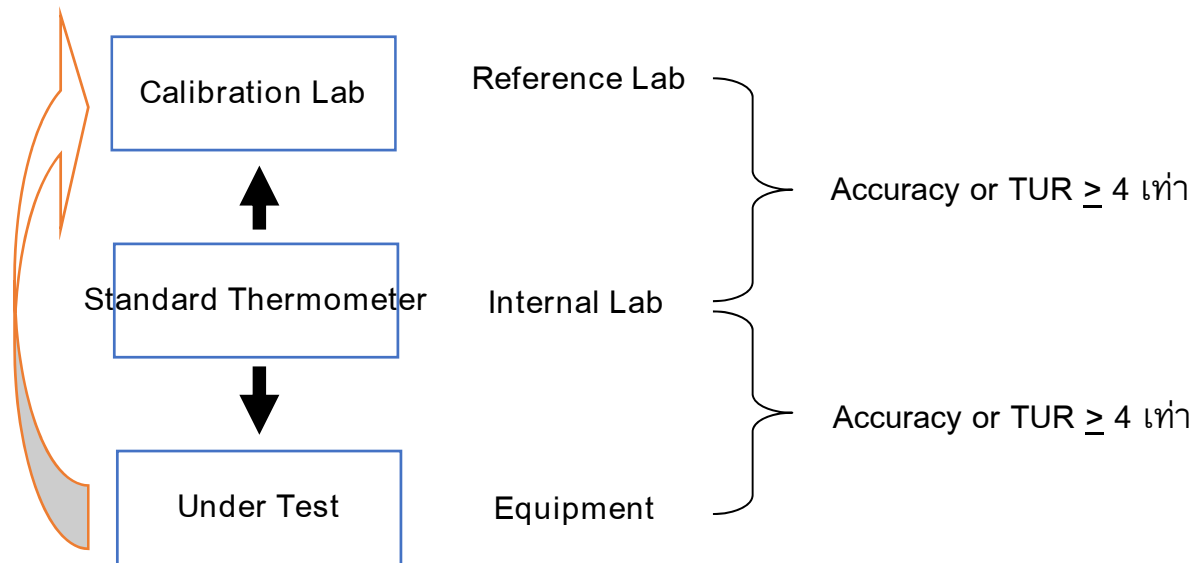 Calibration Lab
Reference Lab
Accuracy or TUR ≥ 4 เท่า
Standard Thermometer
Internal Lab
Accuracy or TUR ≥ 4 เท่า
Under Test
Equipment